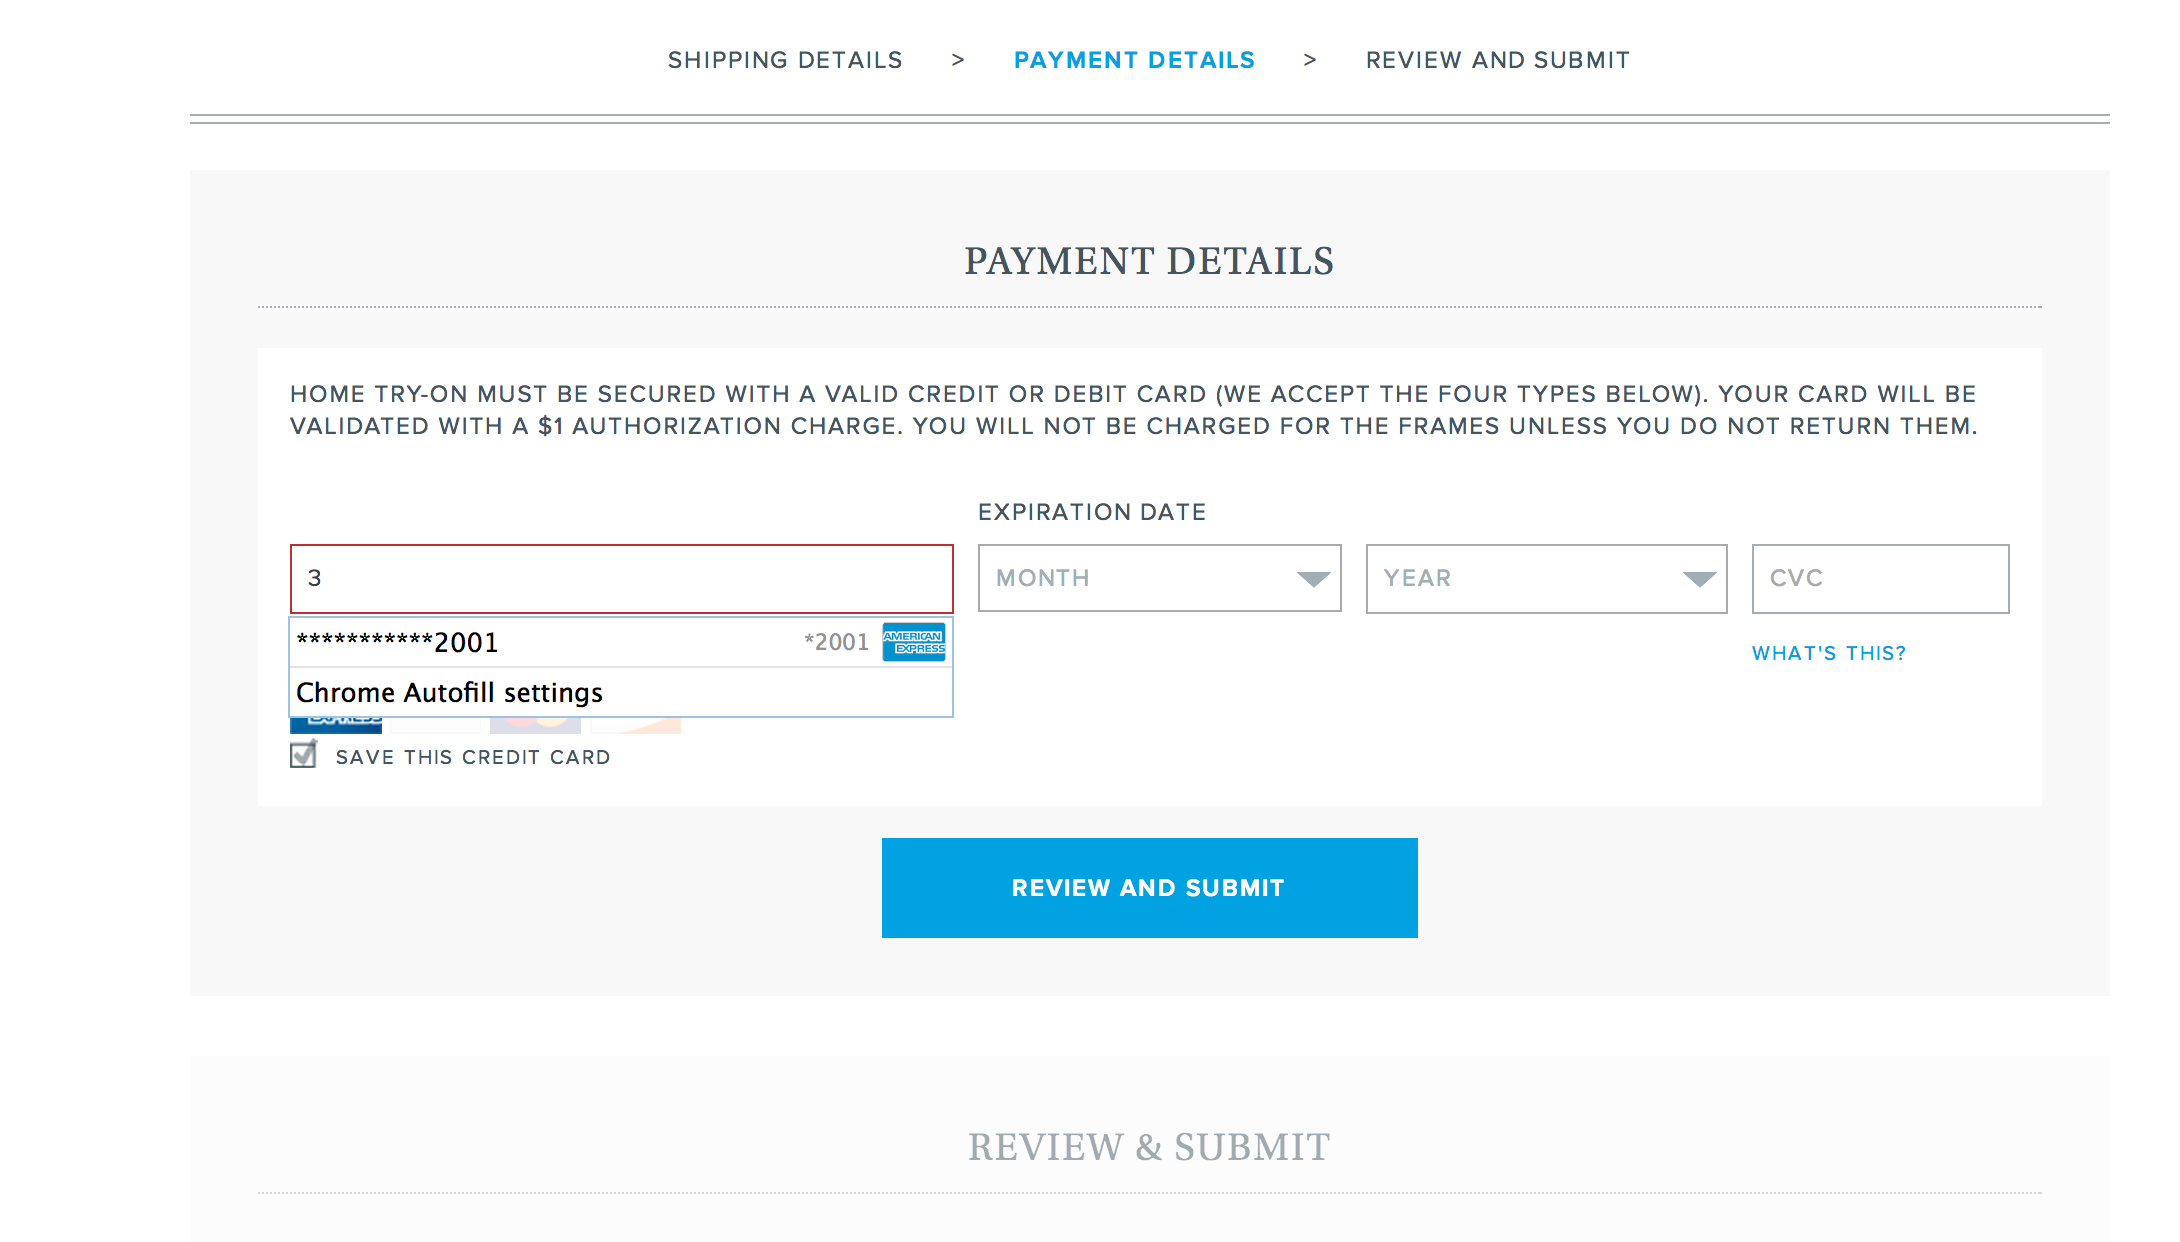 SHIPPING DETAILS > PAYMENT DETAILS > REVIEW AND SUBMIT
PAYMENT DETAILS
HOME TRY-ON MUST BE SECURED WITH A VALID CREDIT OR DEBIT CARD (WE ACCEPT THE FOUR TYPES BELOW). YOUR CARD WILL BE
VALIDATED WITH A $1 AUTHORIZATION CHARGE. YOU WILL NOT BE CHARGED FOR THE FRAMES UNLESS YOU DO NOT RETURN THEM.
EXPIRATION DATE
3 MONTH YEAR CVC
***********2001 *2001 AMERICAN EXPRESS
WHAT'S THIS?
Chrome Autofill settings
SAVE THIS CREDIT CARD
REVIEW AND SUBMIT
REVIEW & SUBMIT